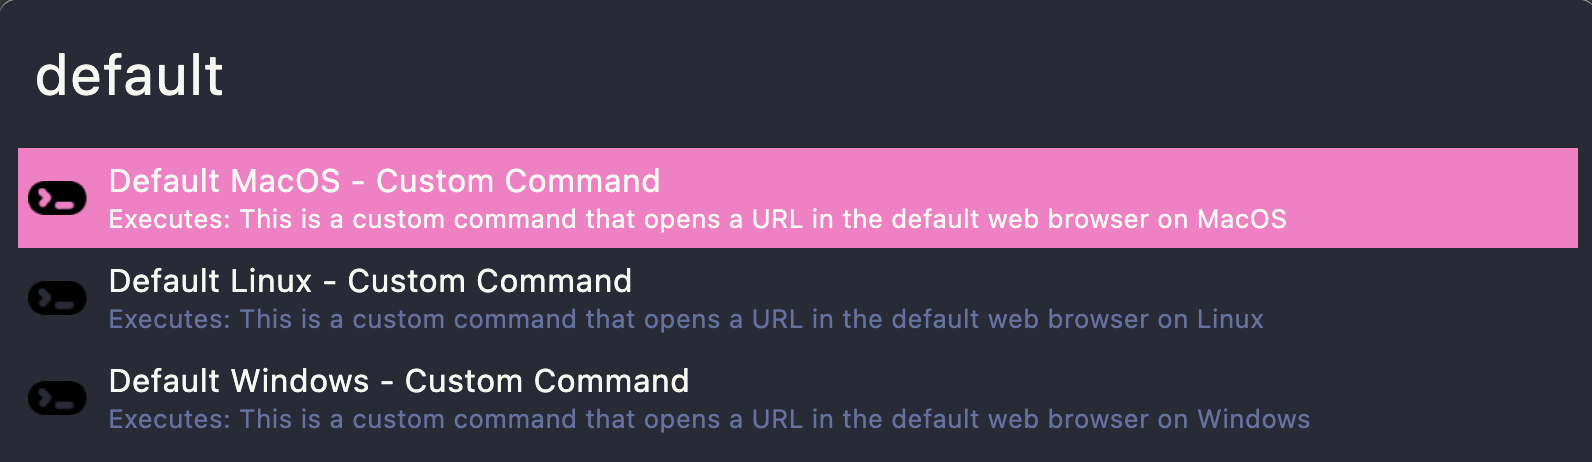 default
Default MacOS - Custom Command
Executes: This is a custom command that opens a URL in the default web browser on MacOS
Default Linux - Custom Command
Executes: This is a custom command that opens a URL in the default web browser on Linux
Default Windows - Custom Command
Executes: This is a custom command that opens a URL in the default web browser on Windows